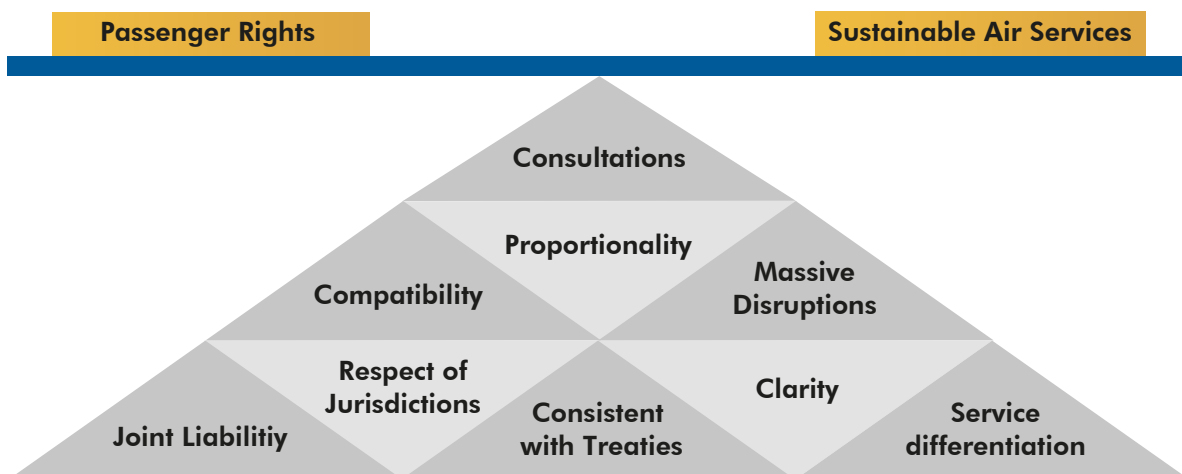 Passenger Rights
Sustainable Air Services
Consultations
Proportionality
Compatibility
Massive
Disruptions
Respect of
Jurisdictions
Clarity
Joint Liabilitiy
Consistent
with Treaties
Service
differentiation